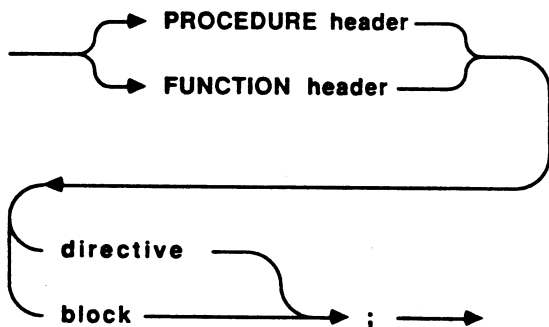 PROCEDURE header
FUNCTION header
directive
block ;